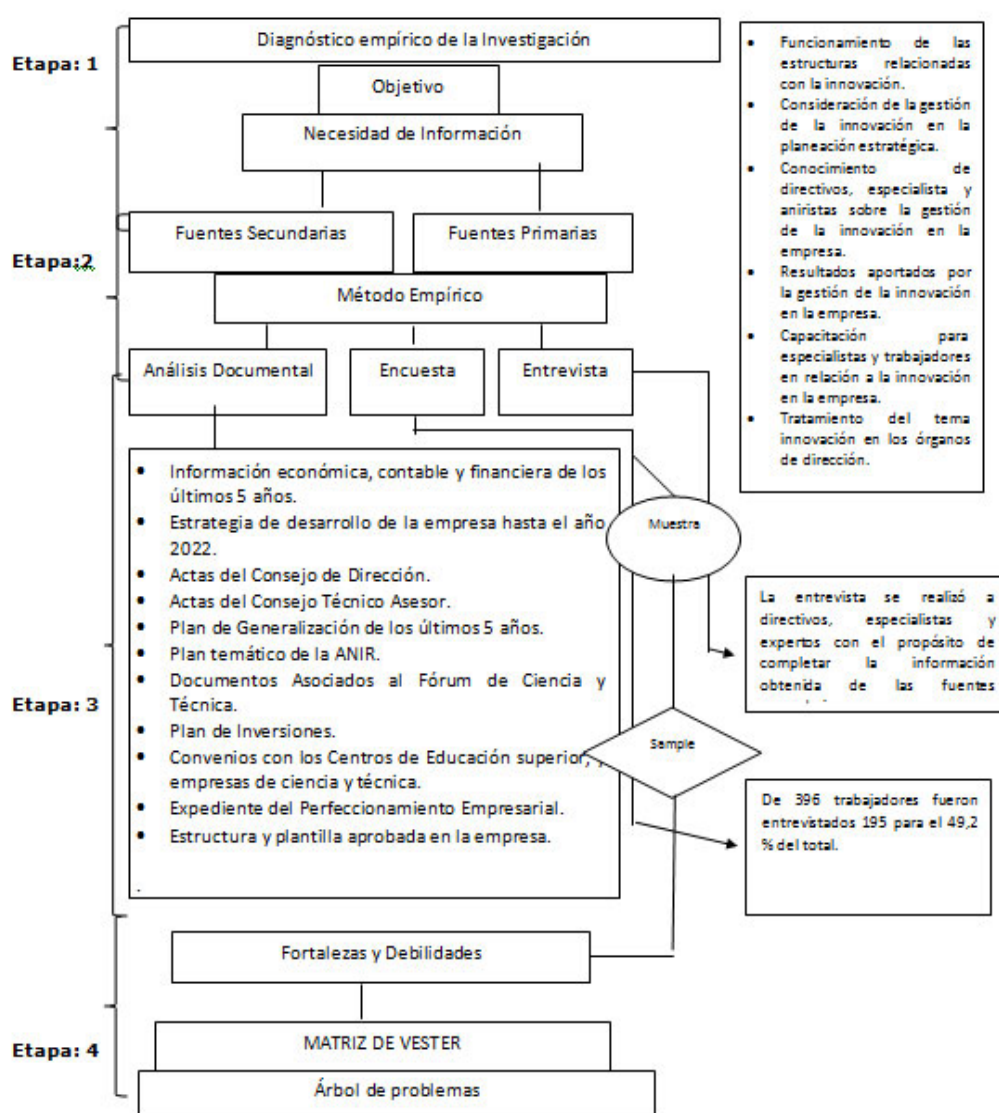 Etapa: 1
Diagnóstico empírico de la Investigación
Objetivo
Necesidad de Información
• Funcionamiento de las
estructuras relacionadas
con la innovación.
• Consideración de la gestión
de la innovación en la
planeación estratégica.
• Conocimiento de
directivos, especialista y
aniristas sobre la gestión
de la innovación en la
empresa.
• Resultados aportados por
la gestión de la innovación
en la empresa.
• Capacitación para
especialistas y trabajadores
en relación a la innovación
en la empresa.
• Tratamiento del tema
innovación en los órganos
de dirección.
Etapa:2
Fuentes Secundarias
Fuentes Primarias
Método Empírico
Análisis Documental
Encuesta
Entrevista
Etapa: 3
• Información económica, contable y financiera de los
últimos 5 años.
• Estrategia de desarrollo de la empresa hasta el año
2022.
• Actas del Consejo de Dirección.
• Actas del Consejo Técnico Asesor.
• Plan de Generalización de los últimos 5 años.
• Plan temático de la ANIR.
• Documentos Asociados al Fórum de Ciencia y
Técnica.
• Plan de Inversiones.
• Convenios con los Centros de Educación superior, y
empresas de ciencia y técnica.
• Expediente del Perfeccionamiento Empresarial.
• Estructura y plantilla aprobada en la empresa.
.
Muestra
La entrevista se realizó a
directivos, especialistas y
expertos con el propósito de
completar la información
obtenida de las fuentes
Sample
De 396 trabajadores fueron
entrevistados 195 para el 49,2
% del total.
Fortalezas y Debilidades
Etapa: 4
MATRIZ DE VESTER
Árbol de problemas